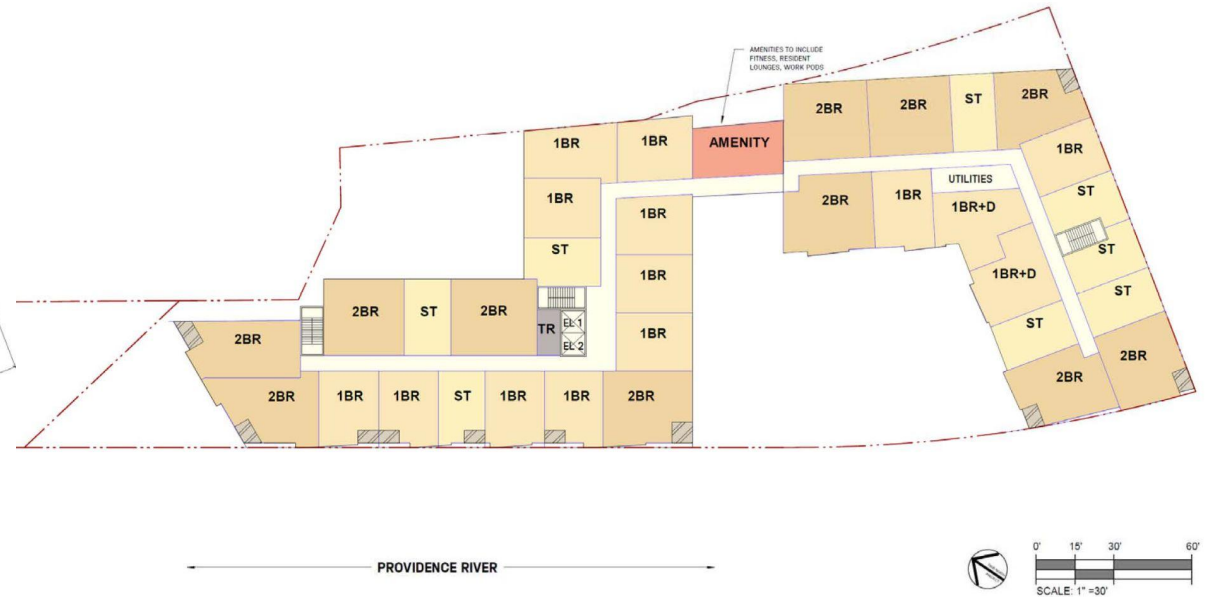 AMENITIES TO INCLUDE
FITNESS, RESIDENT
LOUNGES, WORK PODS
2BR
2BR
ST
2BR
1BR
1BR
AMENITY
1BR
UTILITIES
2BR
1BR
1BR+D
ST
1BR
1BR
ST
1BR
ST
1BR+D
ST
2BR
ST
2BR
TR
EL 1
EL 2
1BR
ST
2BR
2BR
2BR
2BR
1BR
1BR
ST
1BR
1BR
2BR
PROVIDENCE RIVER
0'
15'
30'
60'
SCALE: 1" =30'